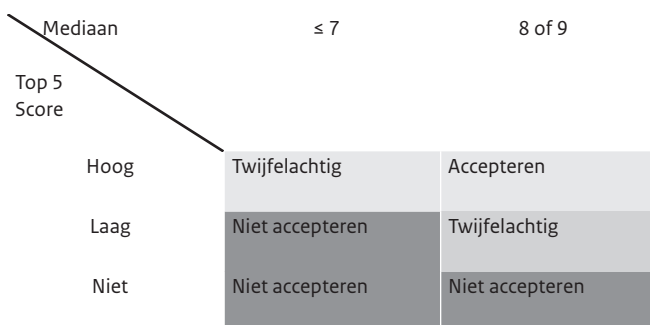 Mediaan ≤ 7 8 of 9
Top 5
Score
Hoog Twijfelachtig Accepteren
Laag Niet accepteren Twijfelachtig
Niet Niet accepteren Niet accepteren